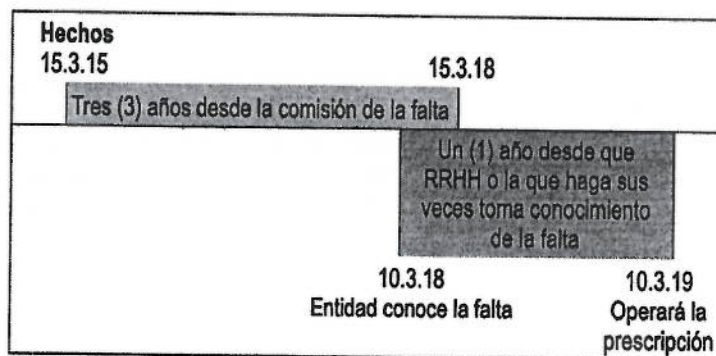 Hechos
15.3.15 15.3.18
Tres (3) años desde la comisión de la falta
Un (1) año desde que
RRHH o la que haga sus
veces toma conocimiento
de la falta
10.3.18 10.3.19
Entidad conoce la falta Operará la
prescripción